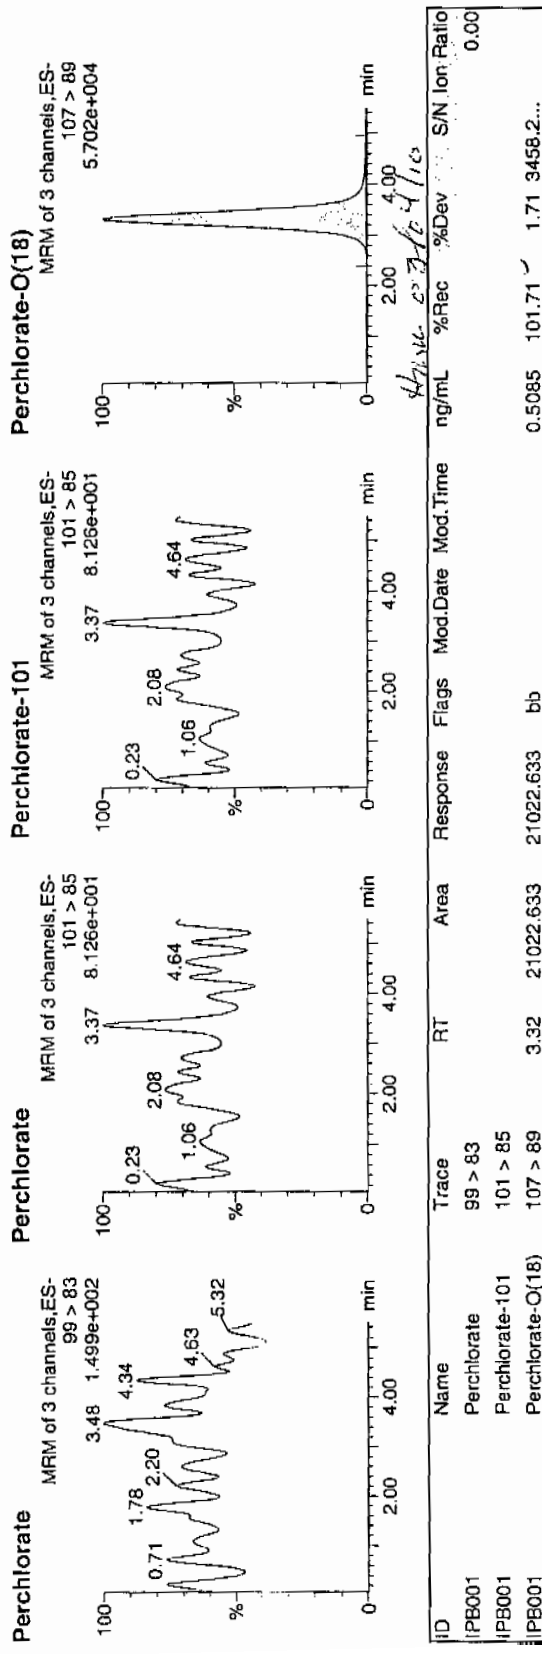 Perchlorate
MRM of 3 channels,ES-
99 > 83
1.499e+002
100
%
0
0.71
1.78
2.20
3.48
4.34
4.63
5.32
2.00
4.00
min
Perchlorate
MRM of 3 channels,ES-
101 > 85
8.126e+001
100
%
0
0.23
1.06
2.08
3.37
4.64
2.00
4.00
min
Perchlorate-101
MRM of 3 channels,ES-
101 > 85
8.126e+001
100
%
0
0.23
1.06
2.08
3.37
4.64
2.00
4.00
min
Perchlorate-O(18)
MRM of 3 channels,ES-
107 > 89
5.702e+004
100
%
0
2.00
4.00
min
ID Name Trace RT Area Response Flags Mod.Date Mod.Time ng/mL %Rec %Dev S/N Ion Ratio
IPB001 Perchlorate 99 > 83 0.00
IPB001 Perchlorate-101 101 > 85
IPB001 Perchlorate-O(18) 107 > 89 3.32 21022.633 21022.633 bb 0.5085 101.71 1.71 3458.2...